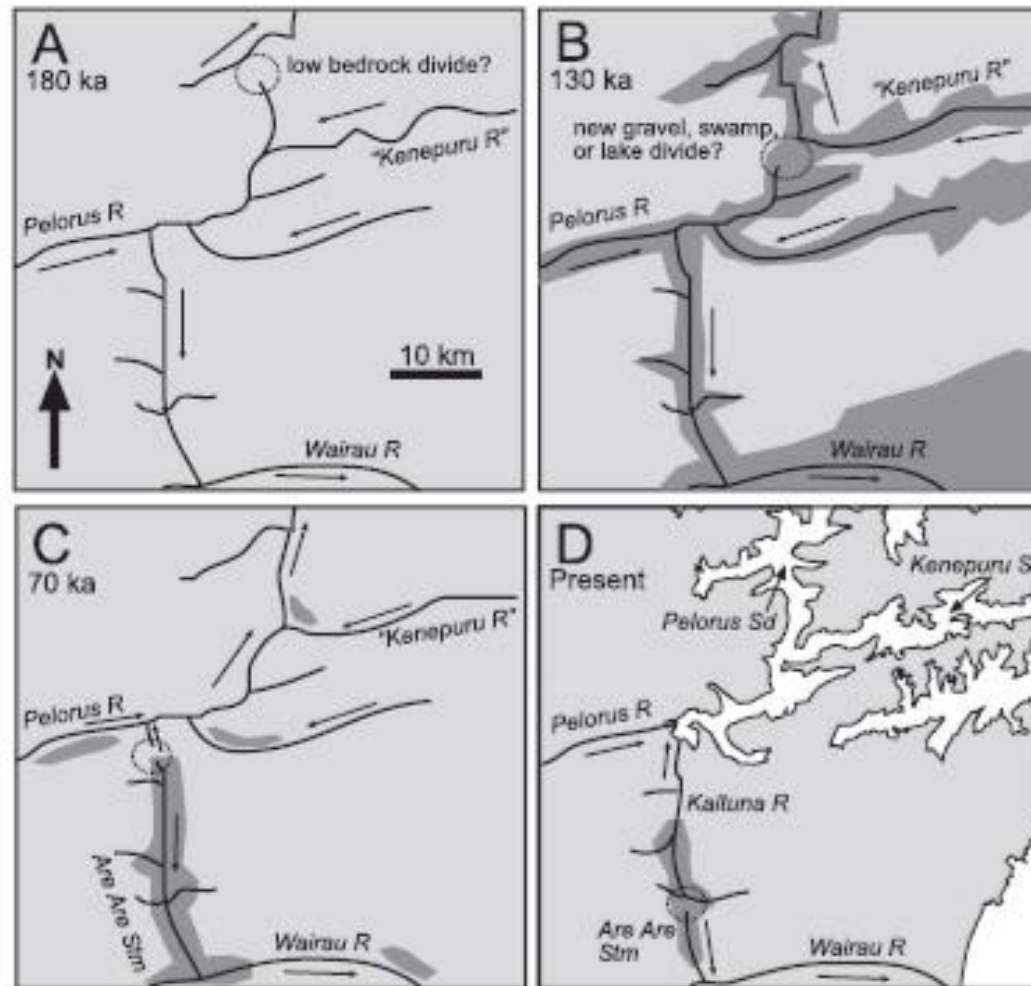 A
180 ka
low bedrock divide?
"Kenepuru R"
Pelorus R
N
10 km
Wairau R
B
130 ka
"Kenepuru R"
new gravel, swamp,
or lake divide?
Pelorus R
Wairau R
C
70 ka
"Kenepuru R"
Pelorus R
Are Are Stm
Wairau R
D
Present
Kenepuru S
Pelorus Sd
Pelorus R
Kaituna R
Are Are
Stm
Wairau R